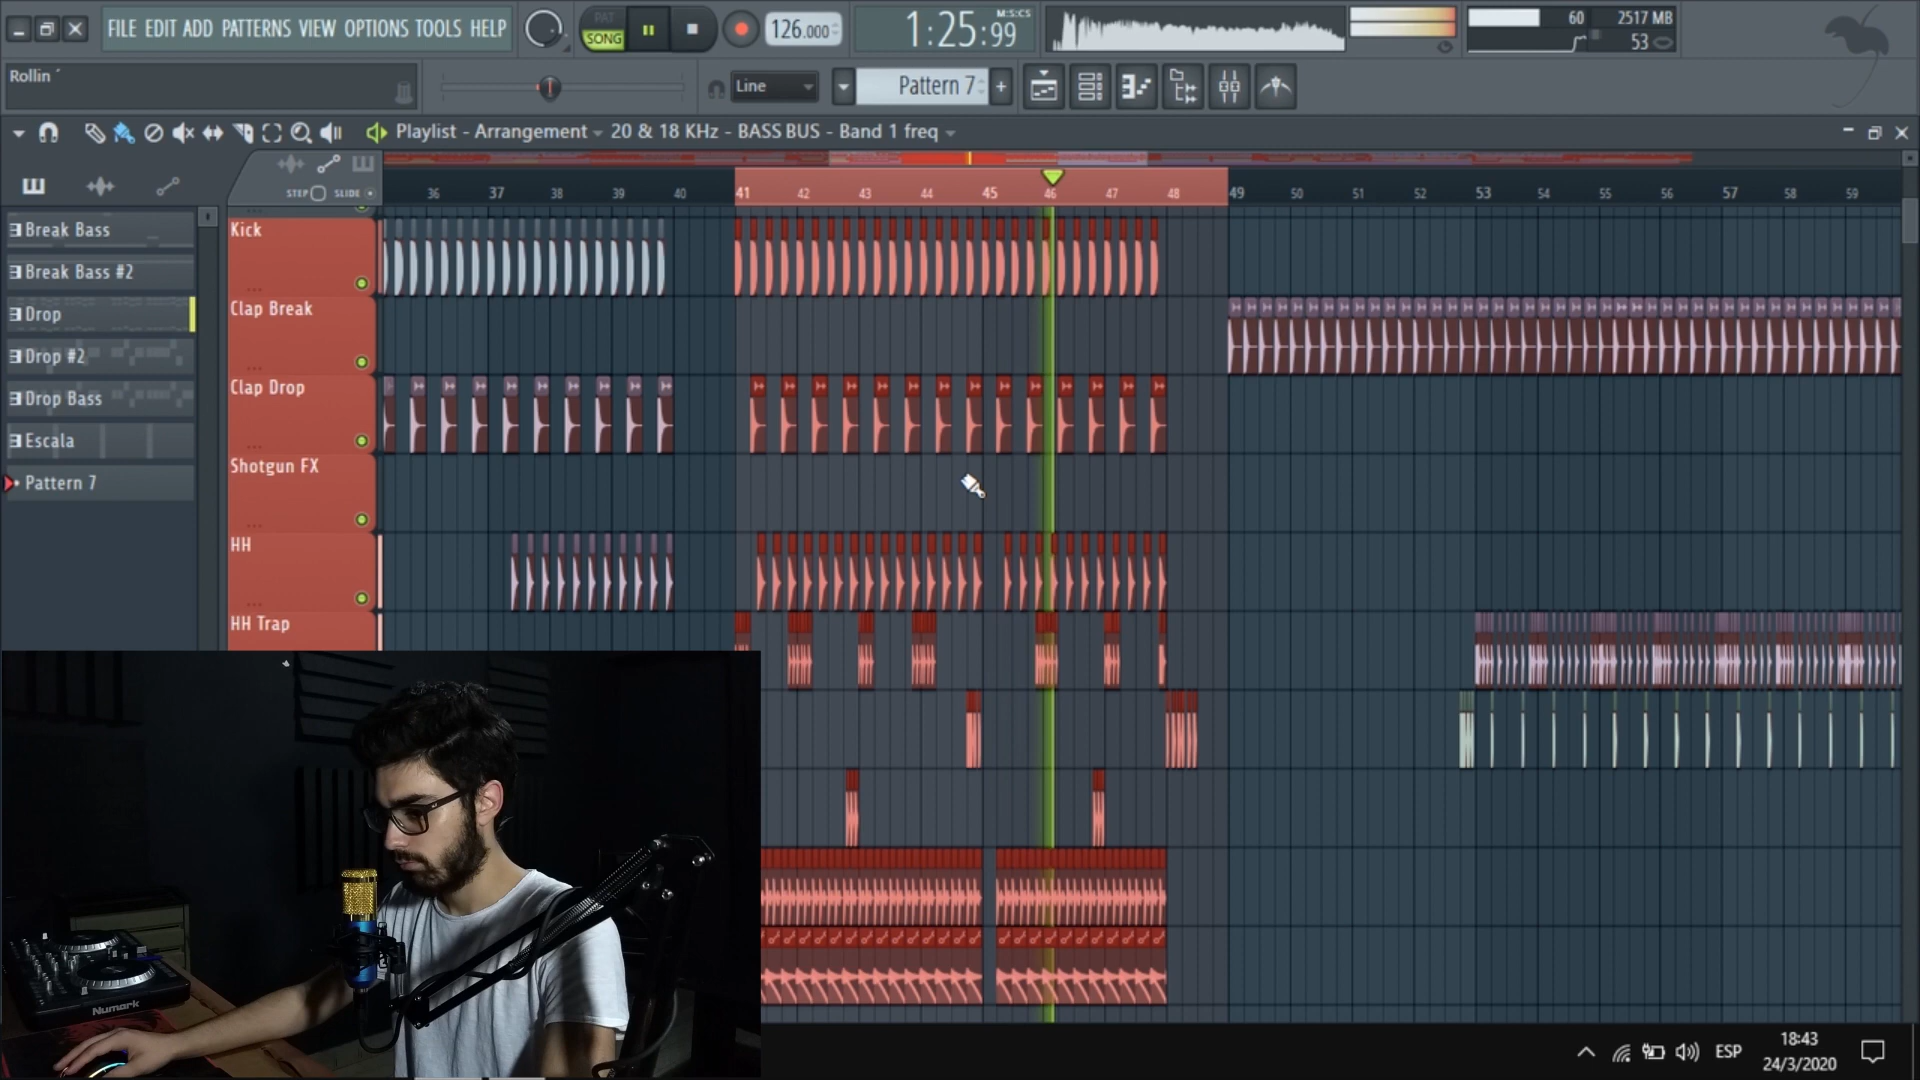 FILE EDIT ADD PATTERNS VIEW OPTIONS TOOLS HELP
PAT
SONG
126.000
M:S:CS
1:25:99
60
2517 MB
53
Rollin ´
Line
Pattern 7
+
Playlist - Arrangement
20 & 18 KHz - BASS BUS - Band 1 freq
STEP
SLIDE
36 37 38 39 40 41 42 43 44 45 46 47 48 49 50 51 52 53 54 55 56 57 58 59
Break Bass
Break Bass #2
Drop
Drop #2
Drop Bass
Escala
Pattern 7
Kick
Clap Break
Clap Drop
Shotgun FX
HH
HH Trap
Numark
ESP
18:43
24/3/2020